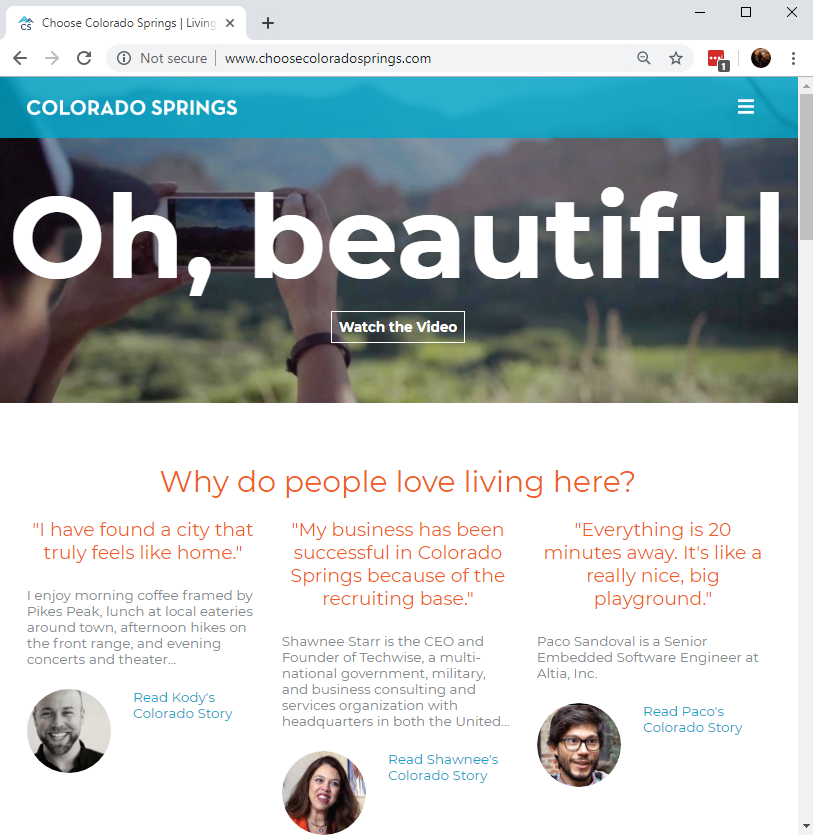 CS
Choose Colorado Springs | Living
Not secure
www.choosecoloradosprings.com
1
COLORADO SPRINGS
Oh, beautiful
Watch the Video
Why do people love living here?
"I have found a city that
truly feels like home."
I enjoy morning coffee framed by
Pikes Peak, lunch at local eateries
around town, afternoon hikes on
the front range, and evening
concerts and theater...
Read Kody's
Colorado Story
"My business has been
successful in Colorado
Springs because of the
recruiting base."
Shawnee Starr is the CEO and
Founder of Techwise, a multi-
national government, military,
and business consulting and
services organization with
headquarters in both the United...
Read Shawnee's
Colorado Story
"Everything is 20
minutes away. It's like a
really nice, big
playground."
Paco Sandoval is a Senior
Embedded Software Engineer at
Altia, Inc.
Read Paco's
Colorado Story